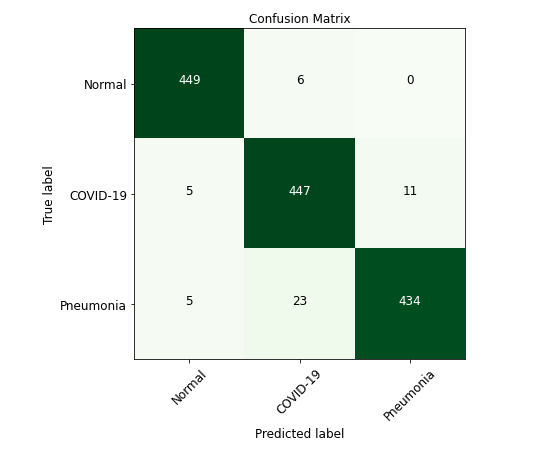 Confusion Matrix
Normal 449 6 0
COVID-19 5 447 11
Pneumonia 5 23 434
True label
Normal COVID-19 Pneumonia
Predicted label